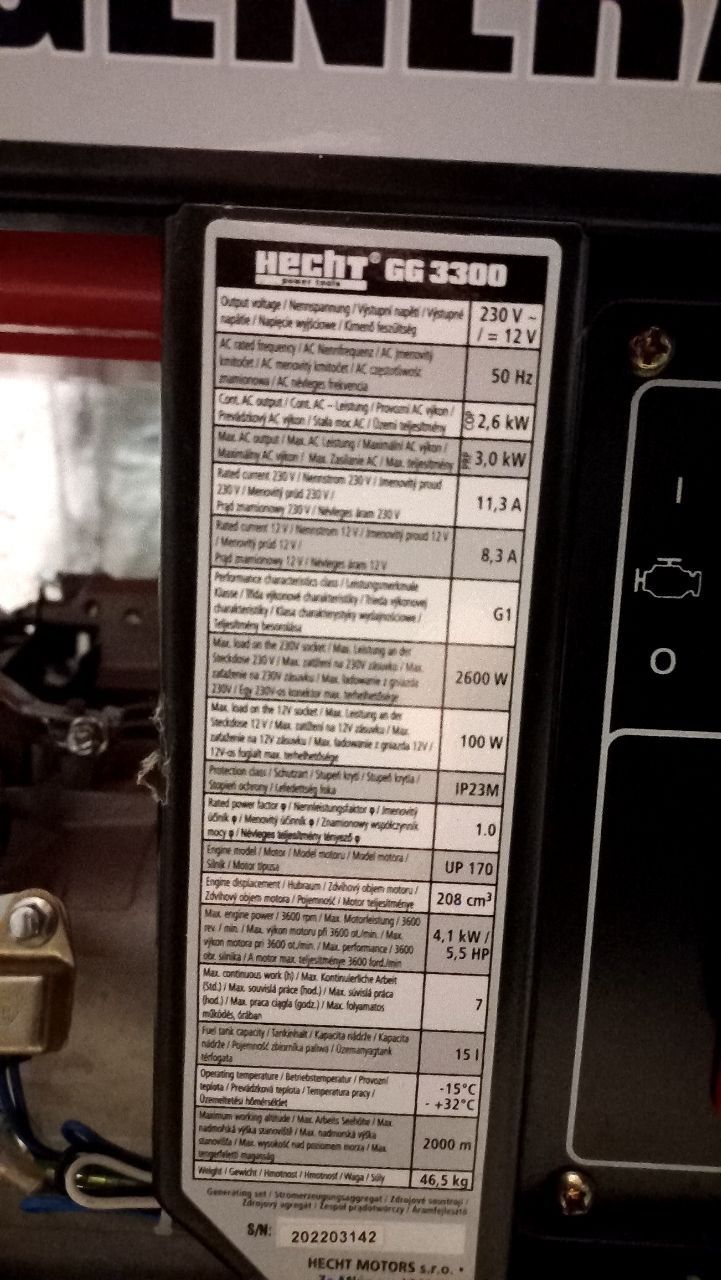 GENERA
HECHT® GG 3300
power tools
Output voltage / Nennspannung / Výstupní napětí / Výstupné
napätie / Napięcie wyjściowe / Kimenő feszültség
230 V ~
/ = 12 V
AC rated frequency / AC Nennfrequenz / AC jmenovitý
kmitočet / AC menovitý kmitočet / AC częstotliwość
znamionowa / AC névleges frekvencia
50 Hz
Cont. AC output / Cont. AC – Leistung / Provozní AC výkon /
Prevádzkový AC výkon / Stała moc AC / Üzemi teljesítmény
COP 2,6 kW
Max. AC output / Max. AC Leistung / Maximální AC výkon /
Maximálny AC výkon / Max. Zasilanie AC / Max. teljesítmény
3,0 kW
Rated current 230 V / Nennstrom 230 V / Jmenovitý proud
230 V / Menovitý prúd 230 V /
Prąd znamionowy 230 V / Névleges áram 230 V
11,3 A
Rated current 12 V / Nennstrom 12 V / Jmenovitý proud 12 V
/ Menovitý prúd 12 V /
Prąd znamionowy 12 V / Névleges áram 12 V
8,3 A
Performance characteristics class / Leistungsmerkmale
Klasse / Třída výkonové charakteristiky / Trieda výkonovej
charakteristiky / Klasa charakterystyky wydajnościowe /
Teljesítmény besorolása
G1
Max. load on the 230V socket / Max. Leistung an der
Steckdose 230 V / Max. zatížení na 230V zásuvku / Max.
zaťaženie na 230V zásuvku / Max. ładowanie z gniazda
230V / Egy 230V-os konektor max. terhelhetősége
2600 W
Max. load on the 12V socket / Max. Leistung an der
Steckdose 12 V / Max. zatížení na 12V zásuvku / Max.
zaťaženie na 12V zásuvku / Max. ładowanie z gniazda 12V /
12V-os foglalt max. terhelhetősége
100 W
Protection class / Schutzart / Stupeň krytí / Stupeň krytia /
Stopień ochrony / Lefedettség foka
IP23M
Rated power factor φ / Nennleistungsfaktor φ / Jmenovitý
účiník φ / Menovitý účinník φ / Znamionowy współczynnik
mocy φ / Névleges teljesítmény tényező φ
1.0
Engine model / Motor / Model motoru / Model motora /
Silnik / Motor típusa
UP 170
Engine displacement / Hubraum / Zdvihový objem motoru /
Zdvihový objem motora / Pojemność / Motor teljesítménye
208 cm³
Max. engine power / 3600 rpm / Max. Motorleistung / 3600
rev. / min. / Max. výkon motoru při 3600 ot./min. / Max.
výkon motora pri 3600 ot./min. / Max. performance / 3600
obr. silnika / A motor max. teljesítménye 3600 ford./min
4,1 kW /
5,5 HP
Max. continuous work (h) / Max. Kontinuierliche Arbeit
(Std.) / Max. souvislá práce (hod.) / Max. súvislá práca
(hod.) / Max. praca ciągła (godz.) / Max. folyamatos
működés, órában
7
Fuel tank capacity / Tankinhalt / Kapacita nádrže / Kapacita
nádrže / Pojemność zbiornika paliwa / Üzemanyagtank
térfogata
15 l
Operating temperature / Betriebstemperatur / Provozní
teplota / Prevádzková teplota / Temperatura pracy /
Üzemeltetési hőmérséklet
-15°C
- +32°C
Maximum working altitude / Max. Arbeits Seehöhe / Max.
nadmořská výška stanoviště / Max. nadmorská výška
stanovišťa / Max. wysokość nad poziomem morza / Max.
tengerfeletti magasság
2000 m
Weight / Gewicht / Hmotnost / Hmotnosť / Waga / Súly
46,5 kg
Generating set / Stromerzeugungsaggregat / Zdrojové soustrojí /
Zdrojový agregát / Zespół prądotwórczy / Áramfejlesztő
S/N: 202203142
HECHT MOTORS s.r.o. •
I
O